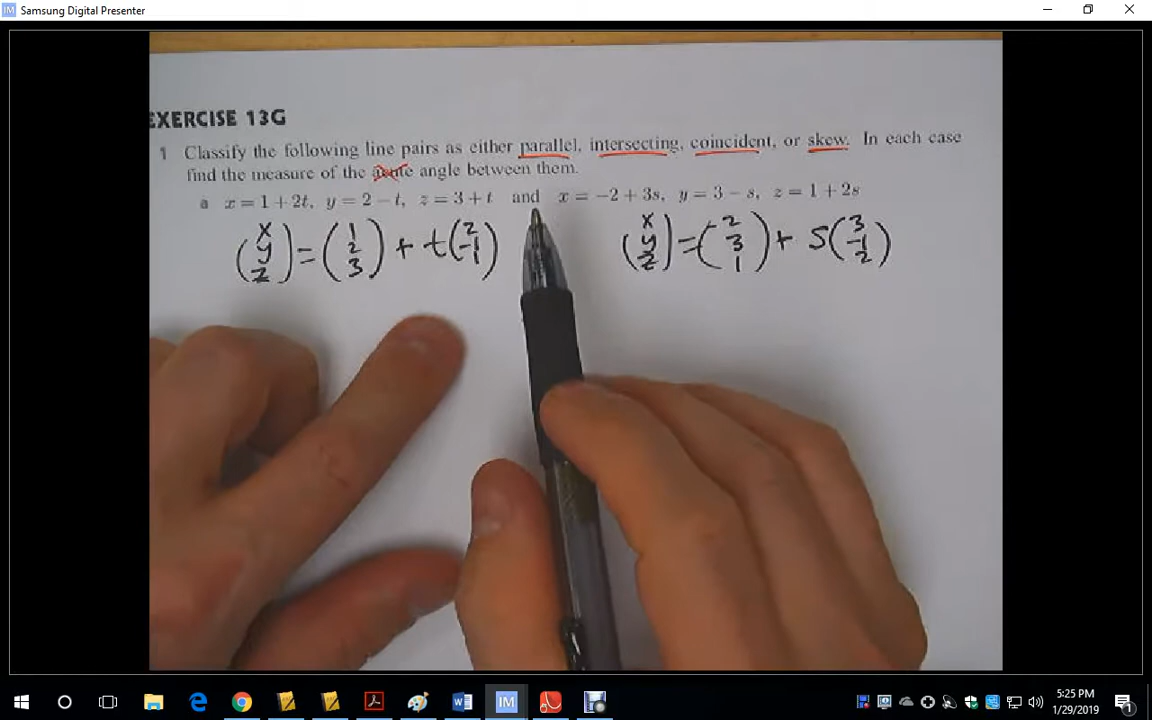 Samsung Digital Presenter
EXERCISE 13G
1 Classify the following line pairs as either parallel, intersecting, coincident, or skew. In each case
find the measure of the acute angle between them.
a x = 1 + 2t, y = 2 − t, z = 3 + t and x = −2 + 3s, y = 3 − s, z = 1 + 2s
(x y z) = (1 2 3) + t(2 -1 1) (x y z) = (2 3 1) + s(3 -1 2)
IM
5:25 PM
1/29/2019
1